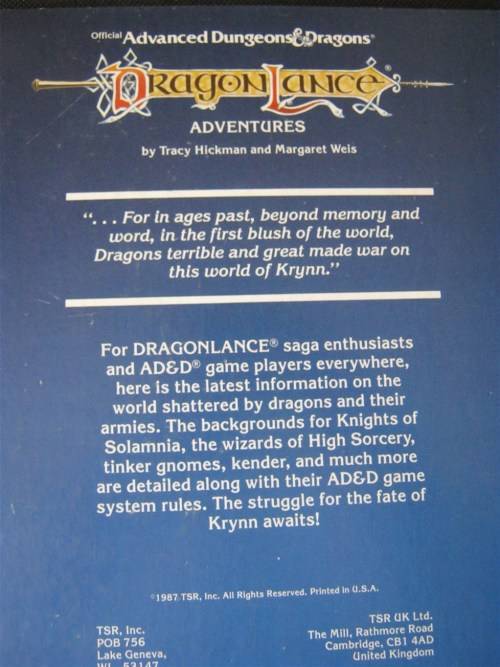 Official Advanced Dungeons&Dragons®
DRAGONLANCE®
ADVENTURES
by Tracy Hickman and Margaret Weis
“. . . For in ages past, beyond memory and
word, in the first blush of the world,
Dragons terrible and great made war on
this world of Krynn.”
For DRAGONLANCE® saga enthusiasts
and AD&D® game players everywhere,
here is the latest information on the
world shattered by dragons and their
armies. The backgrounds for Knights of
Solamnia, the wizards of High Sorcery,
tinker gnomes, kender, and much more
are detailed along with their AD&D game
system rules. The struggle for the fate of
Krynn awaits!
©1987 TSR, Inc. All Rights Reserved. Printed in U.S.A.
TSR, Inc.
POB 756
Lake Geneva,
WI 53147
TSR UK Ltd.
The Mill, Rathmore Road
Cambridge, CB1 4AD
United Kingdom